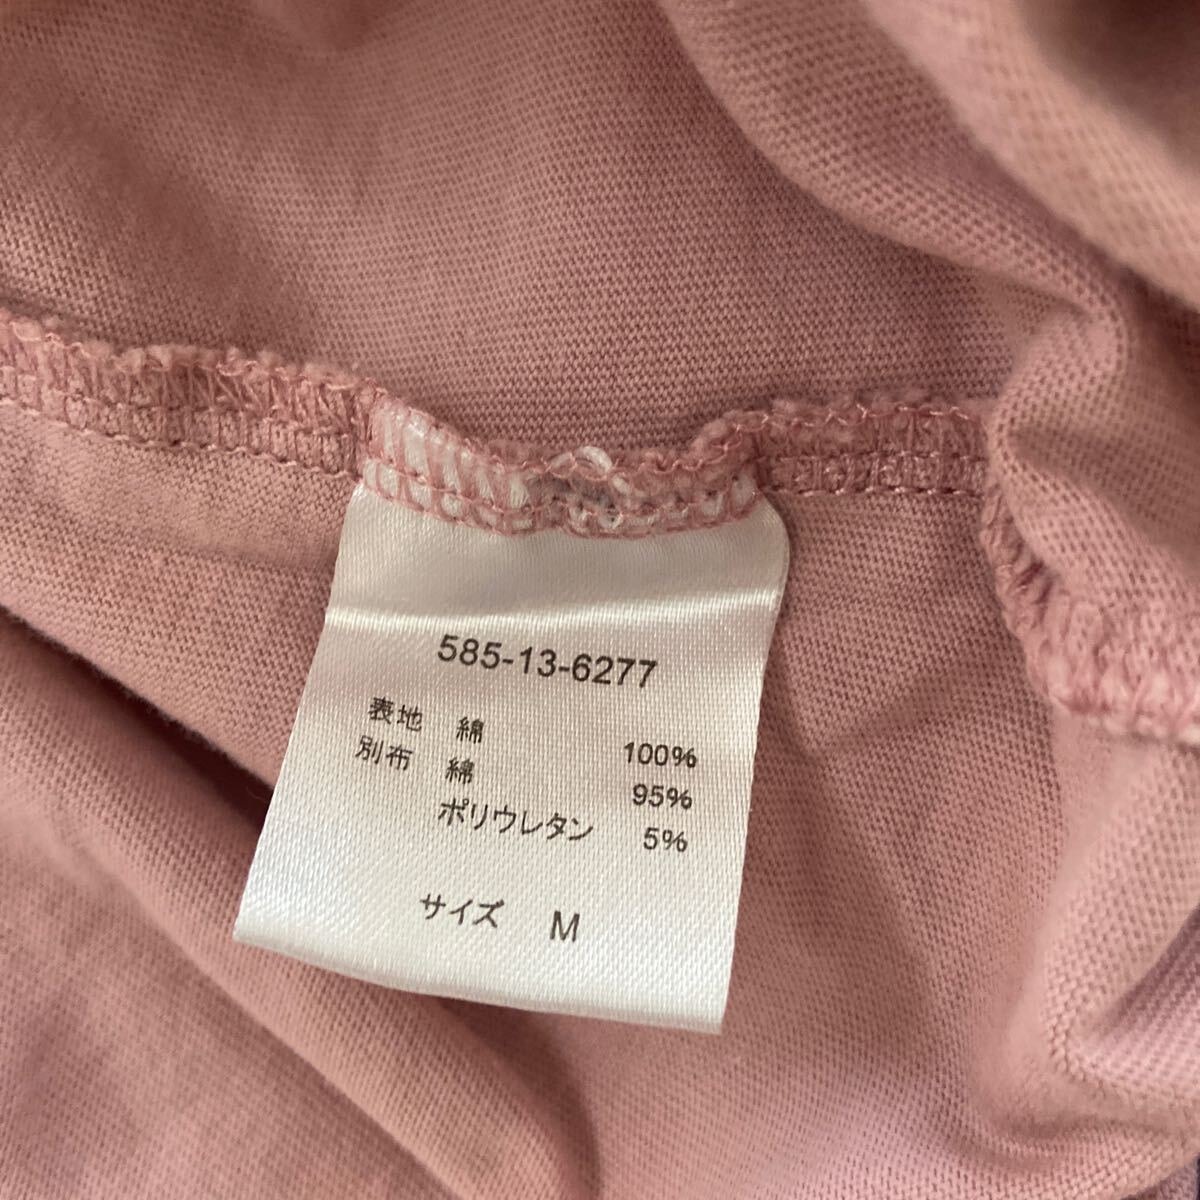 585-13-6277
表地 綿 100%
別布 綿 95%
ポリウレタン 5%
サイズ M